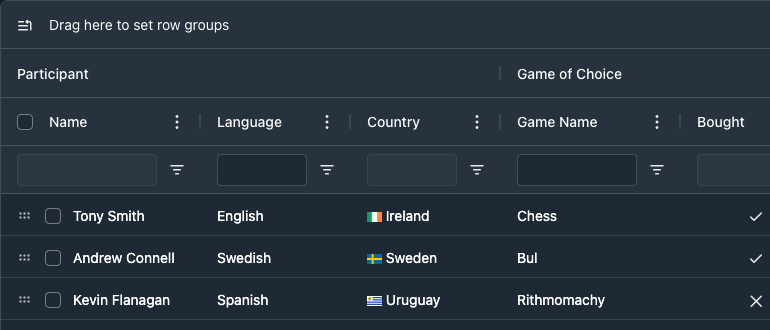 Drag here to set row groups
Participant Game of Choice
Name Language Country Game Name Bought
Tony Smith English Ireland Chess
Andrew Connell Swedish Sweden Bul
Kevin Flanagan Spanish Uruguay Rithmomachy